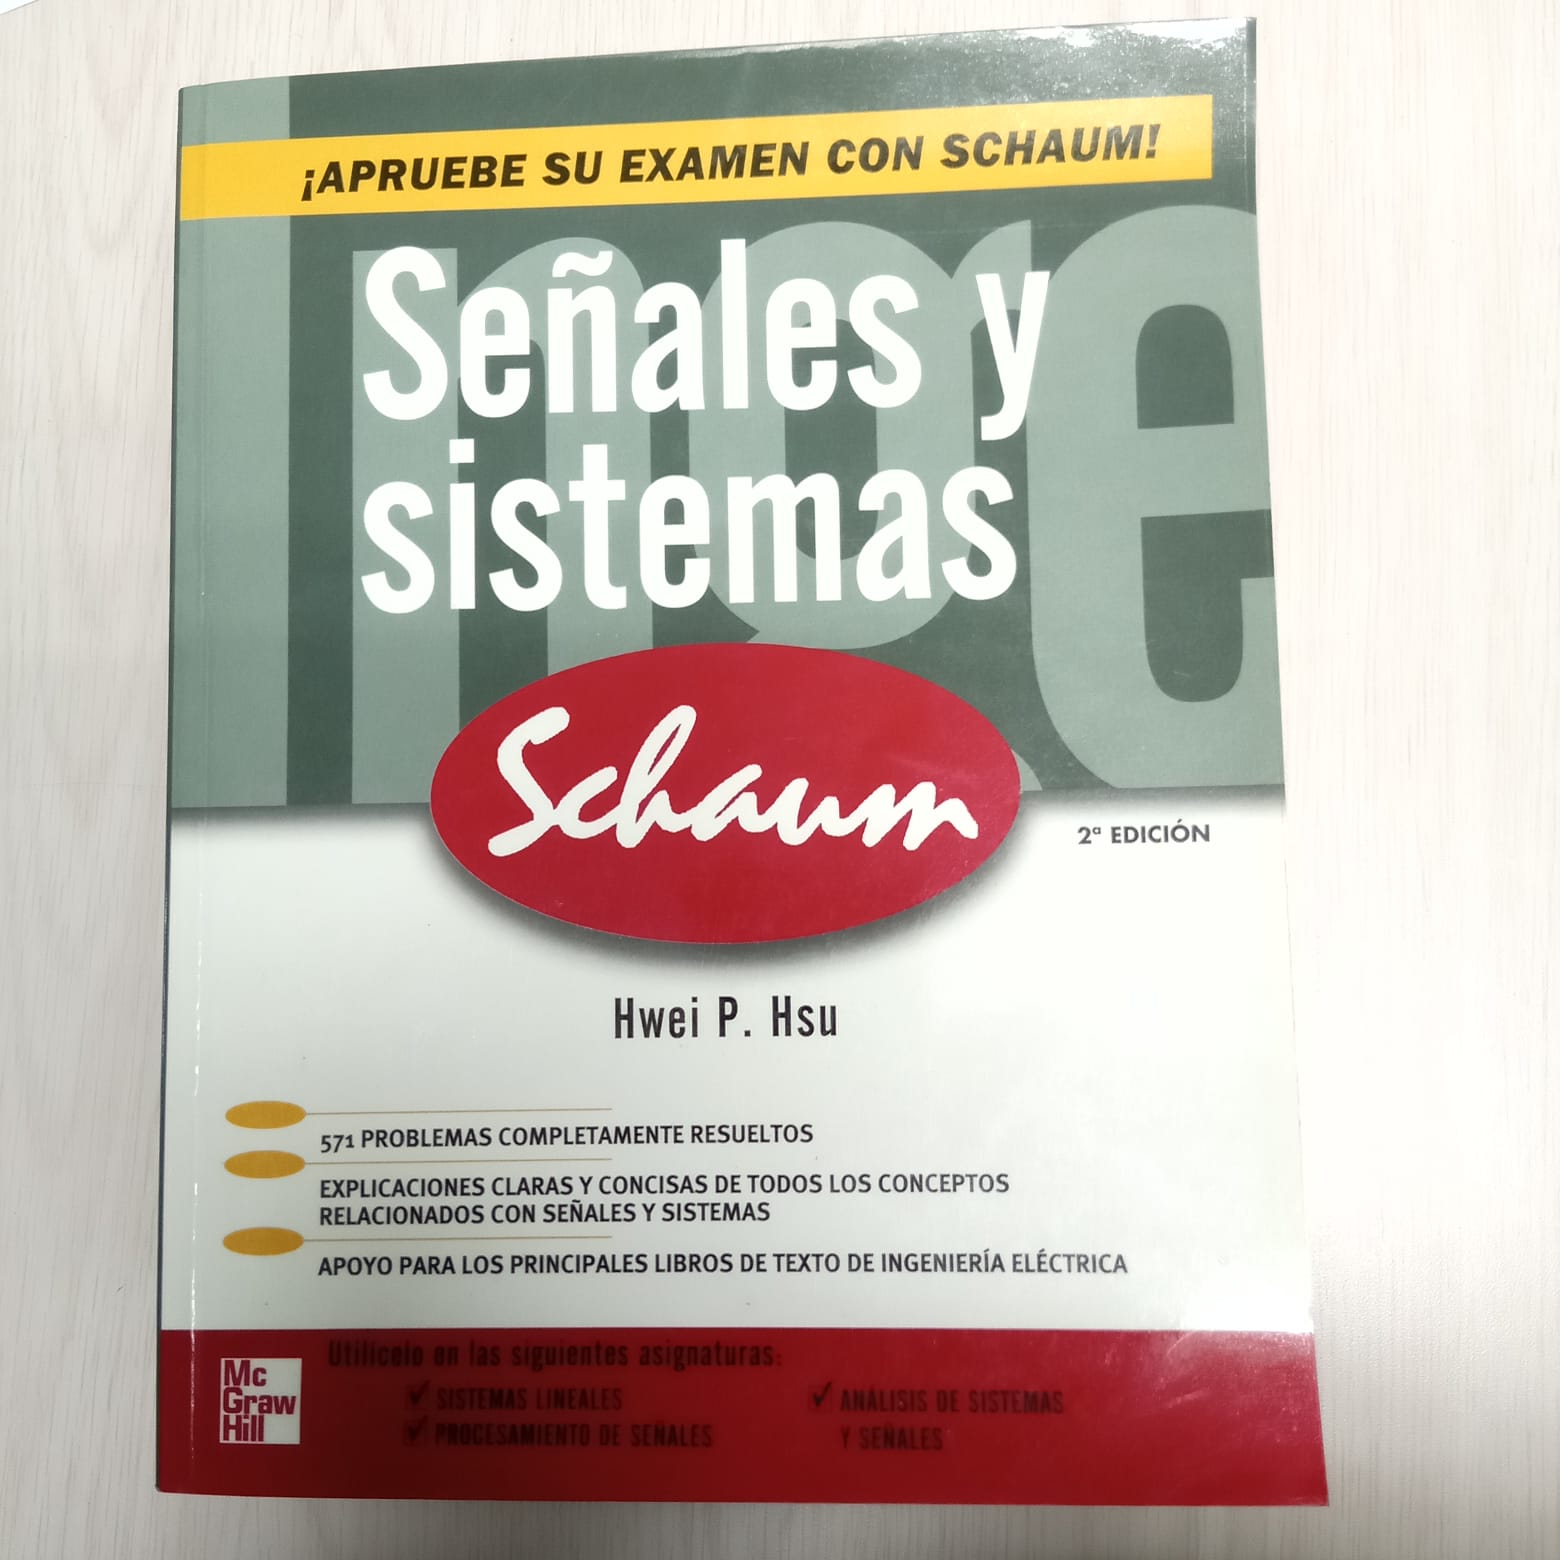 ¡APRUEBE SU EXAMEN CON SCHAUM!
Señales y
sistemas
Schaum
2ª EDICIÓN
Hwei P. Hsu
571 PROBLEMAS COMPLETAMENTE RESUELTOS
EXPLICACIONES CLARAS Y CONCISAS DE TODOS LOS CONCEPTOS
RELACIONADOS CON SEÑALES Y SISTEMAS
APOYO PARA LOS PRINCIPALES LIBROS DE TEXTO DE INGENIERÍA ELÉCTRICA
Mc
Graw
Hill
Utilícelo en las siguientes asignaturas:
SISTEMAS LINEALES
PROCESAMIENTO DE SEÑALES
ANÁLISIS DE SISTEMAS
Y SEÑALES